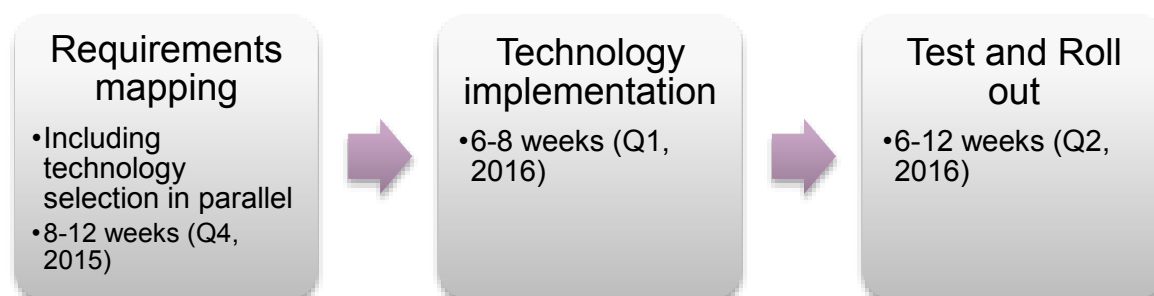 Requirements
mapping
•Including
technology
selection in parallel
•8-12 weeks (Q4,
2015)
Technology
implementation
•6-8 weeks (Q1,
2016)
Test and Roll
out
•6-12 weeks (Q2,
2016)